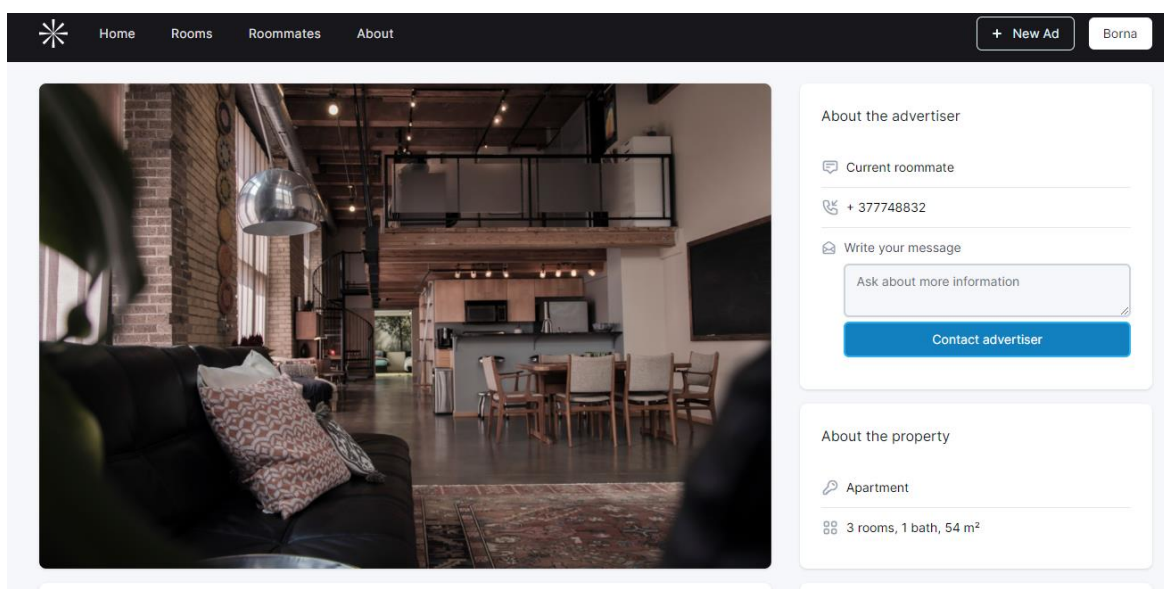 Home Rooms Roommates About + New Ad Borna
About the advertiser
Current roommate
+ 377748832
Write your message
Ask about more information
Contact advertiser
About the property
Apartment
3 rooms, 1 bath, 54 m²